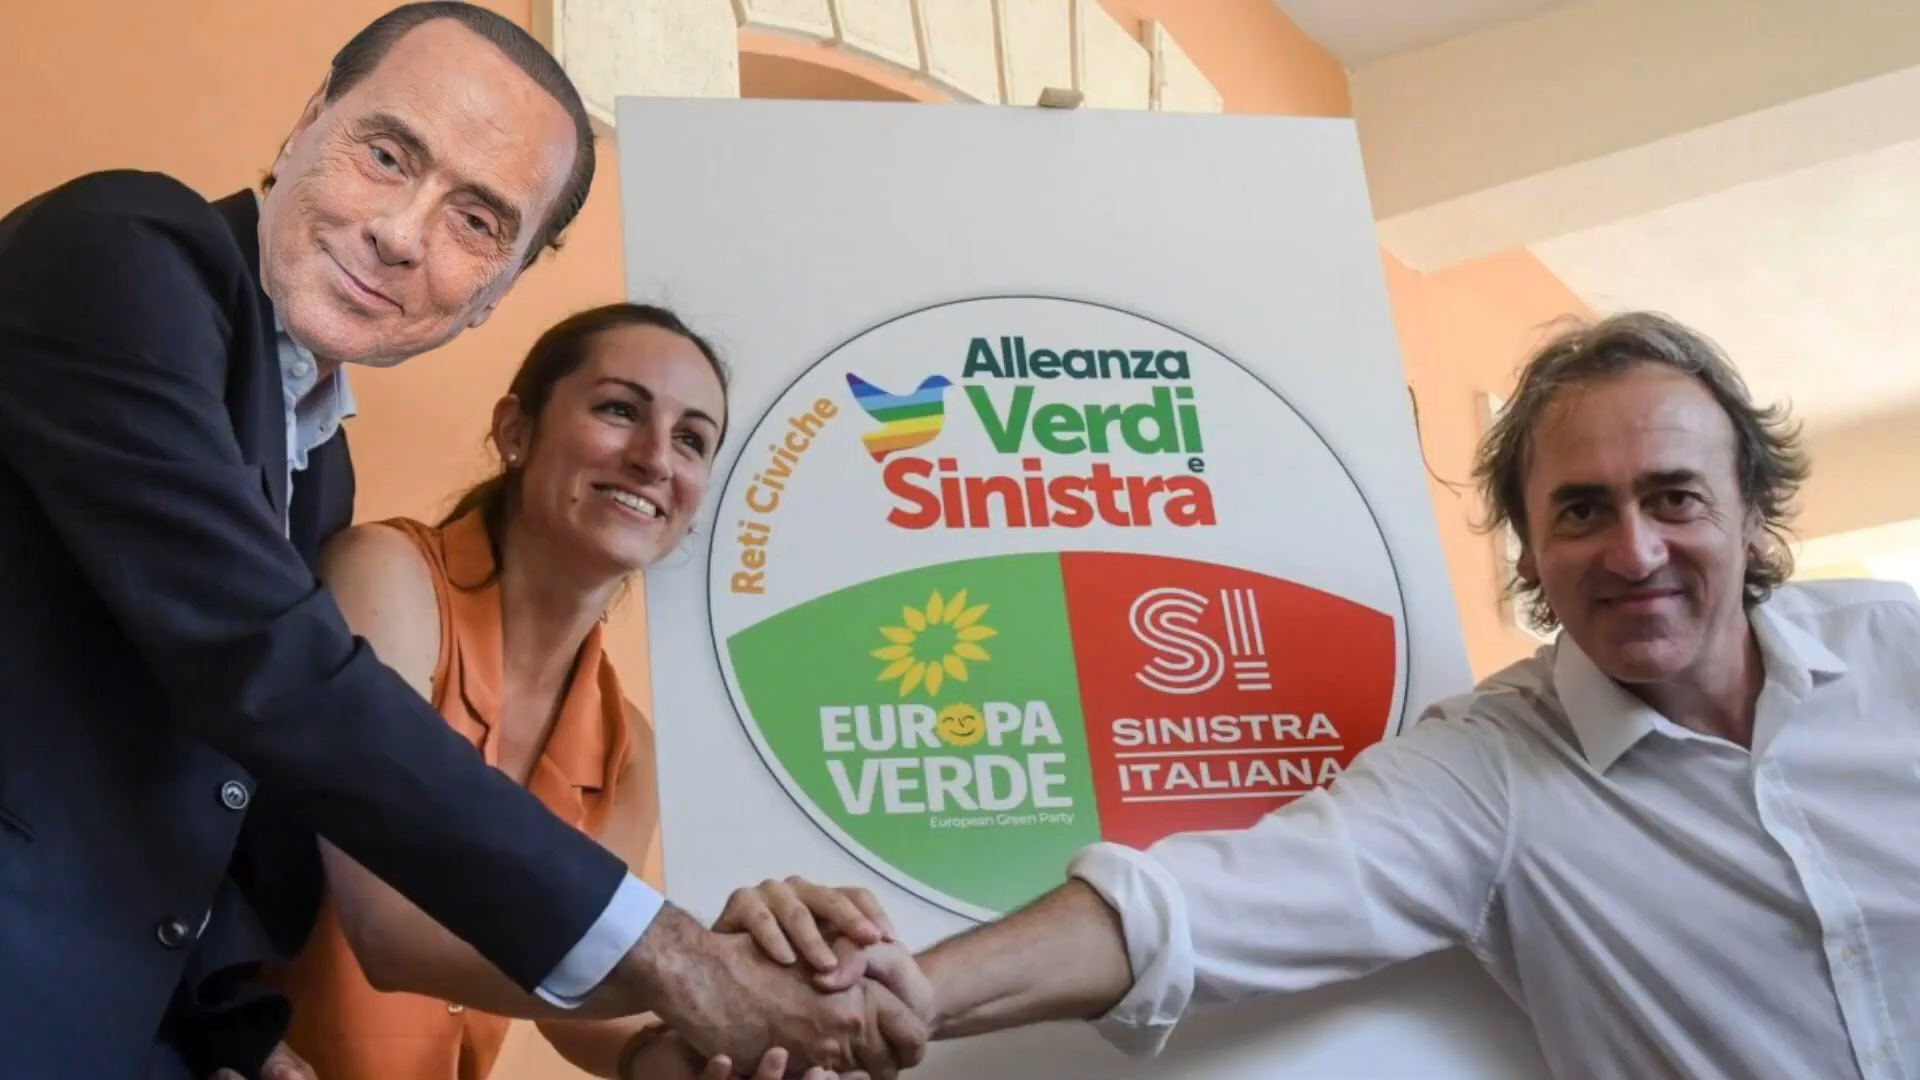 Reti Civiche
Alleanza
Verdi
e
Sinistra
EUROPA
VERDE
European Green Party
SI
SINISTRA
ITALIANA